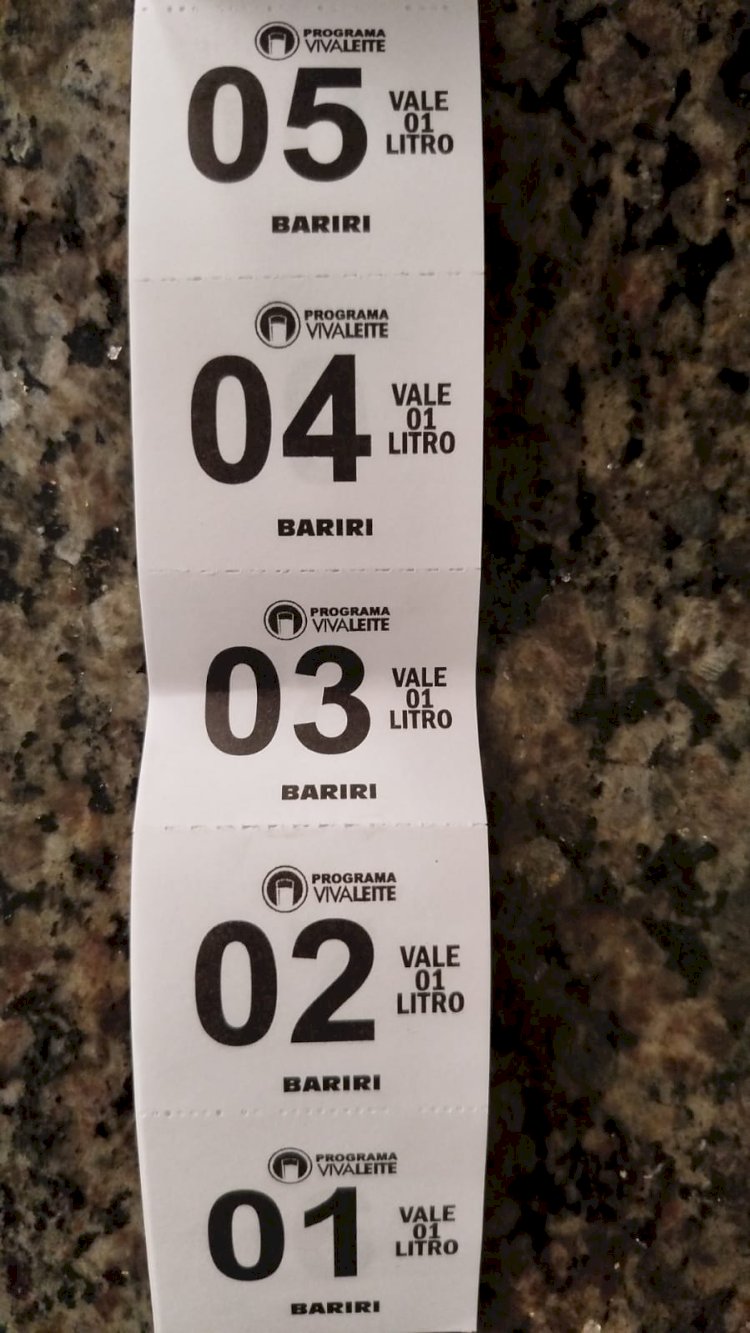 PROGRAMA
VIVALEITE
05
VALE
01
LITRO
BARIRI
PROGRAMA
VIVALEITE
04
VALE
01
LITRO
BARIRI
PROGRAMA
VIVALEITE
03
VALE
01
LITRO
BARIRI
PROGRAMA
VIVALEITE
02
VALE
01
LITRO
BARIRI
PROGRAMA
VIVALEITE
01
VALE
01
LITRO
BARIRI